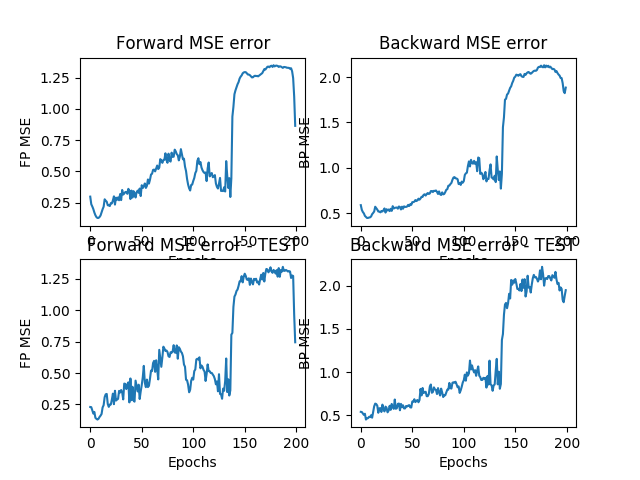 Forward MSE error
Backward MSE error
1.25
1.00
0.75
0.50
0.25
FP MSE
0 50 100 150 200
Epochs
2.0
1.5
1.0
0.5
BP MSE
0 50 100 150 200
Epochs
Forward MSE error - TEST
Backward MSE error - TEST
1.25
1.00
0.75
0.50
0.25
FP MSE
0 50 100 150 200
Epochs
2.0
1.5
1.0
0.5
BP MSE
0 50 100 150 200
Epochs